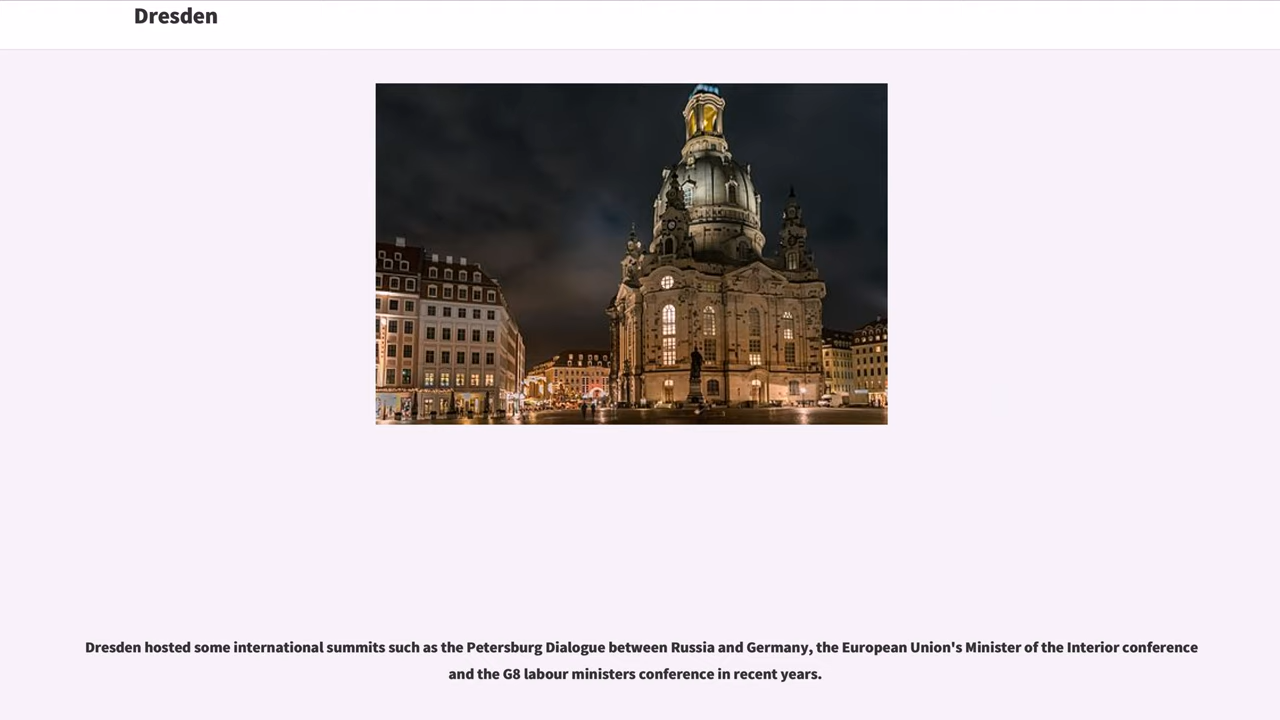 Dresden
Dresden hosted some international summits such as the Petersburg Dialogue between Russia and Germany, the European Union's Minister of the Interior conference
and the G8 labour ministers conference in recent years.